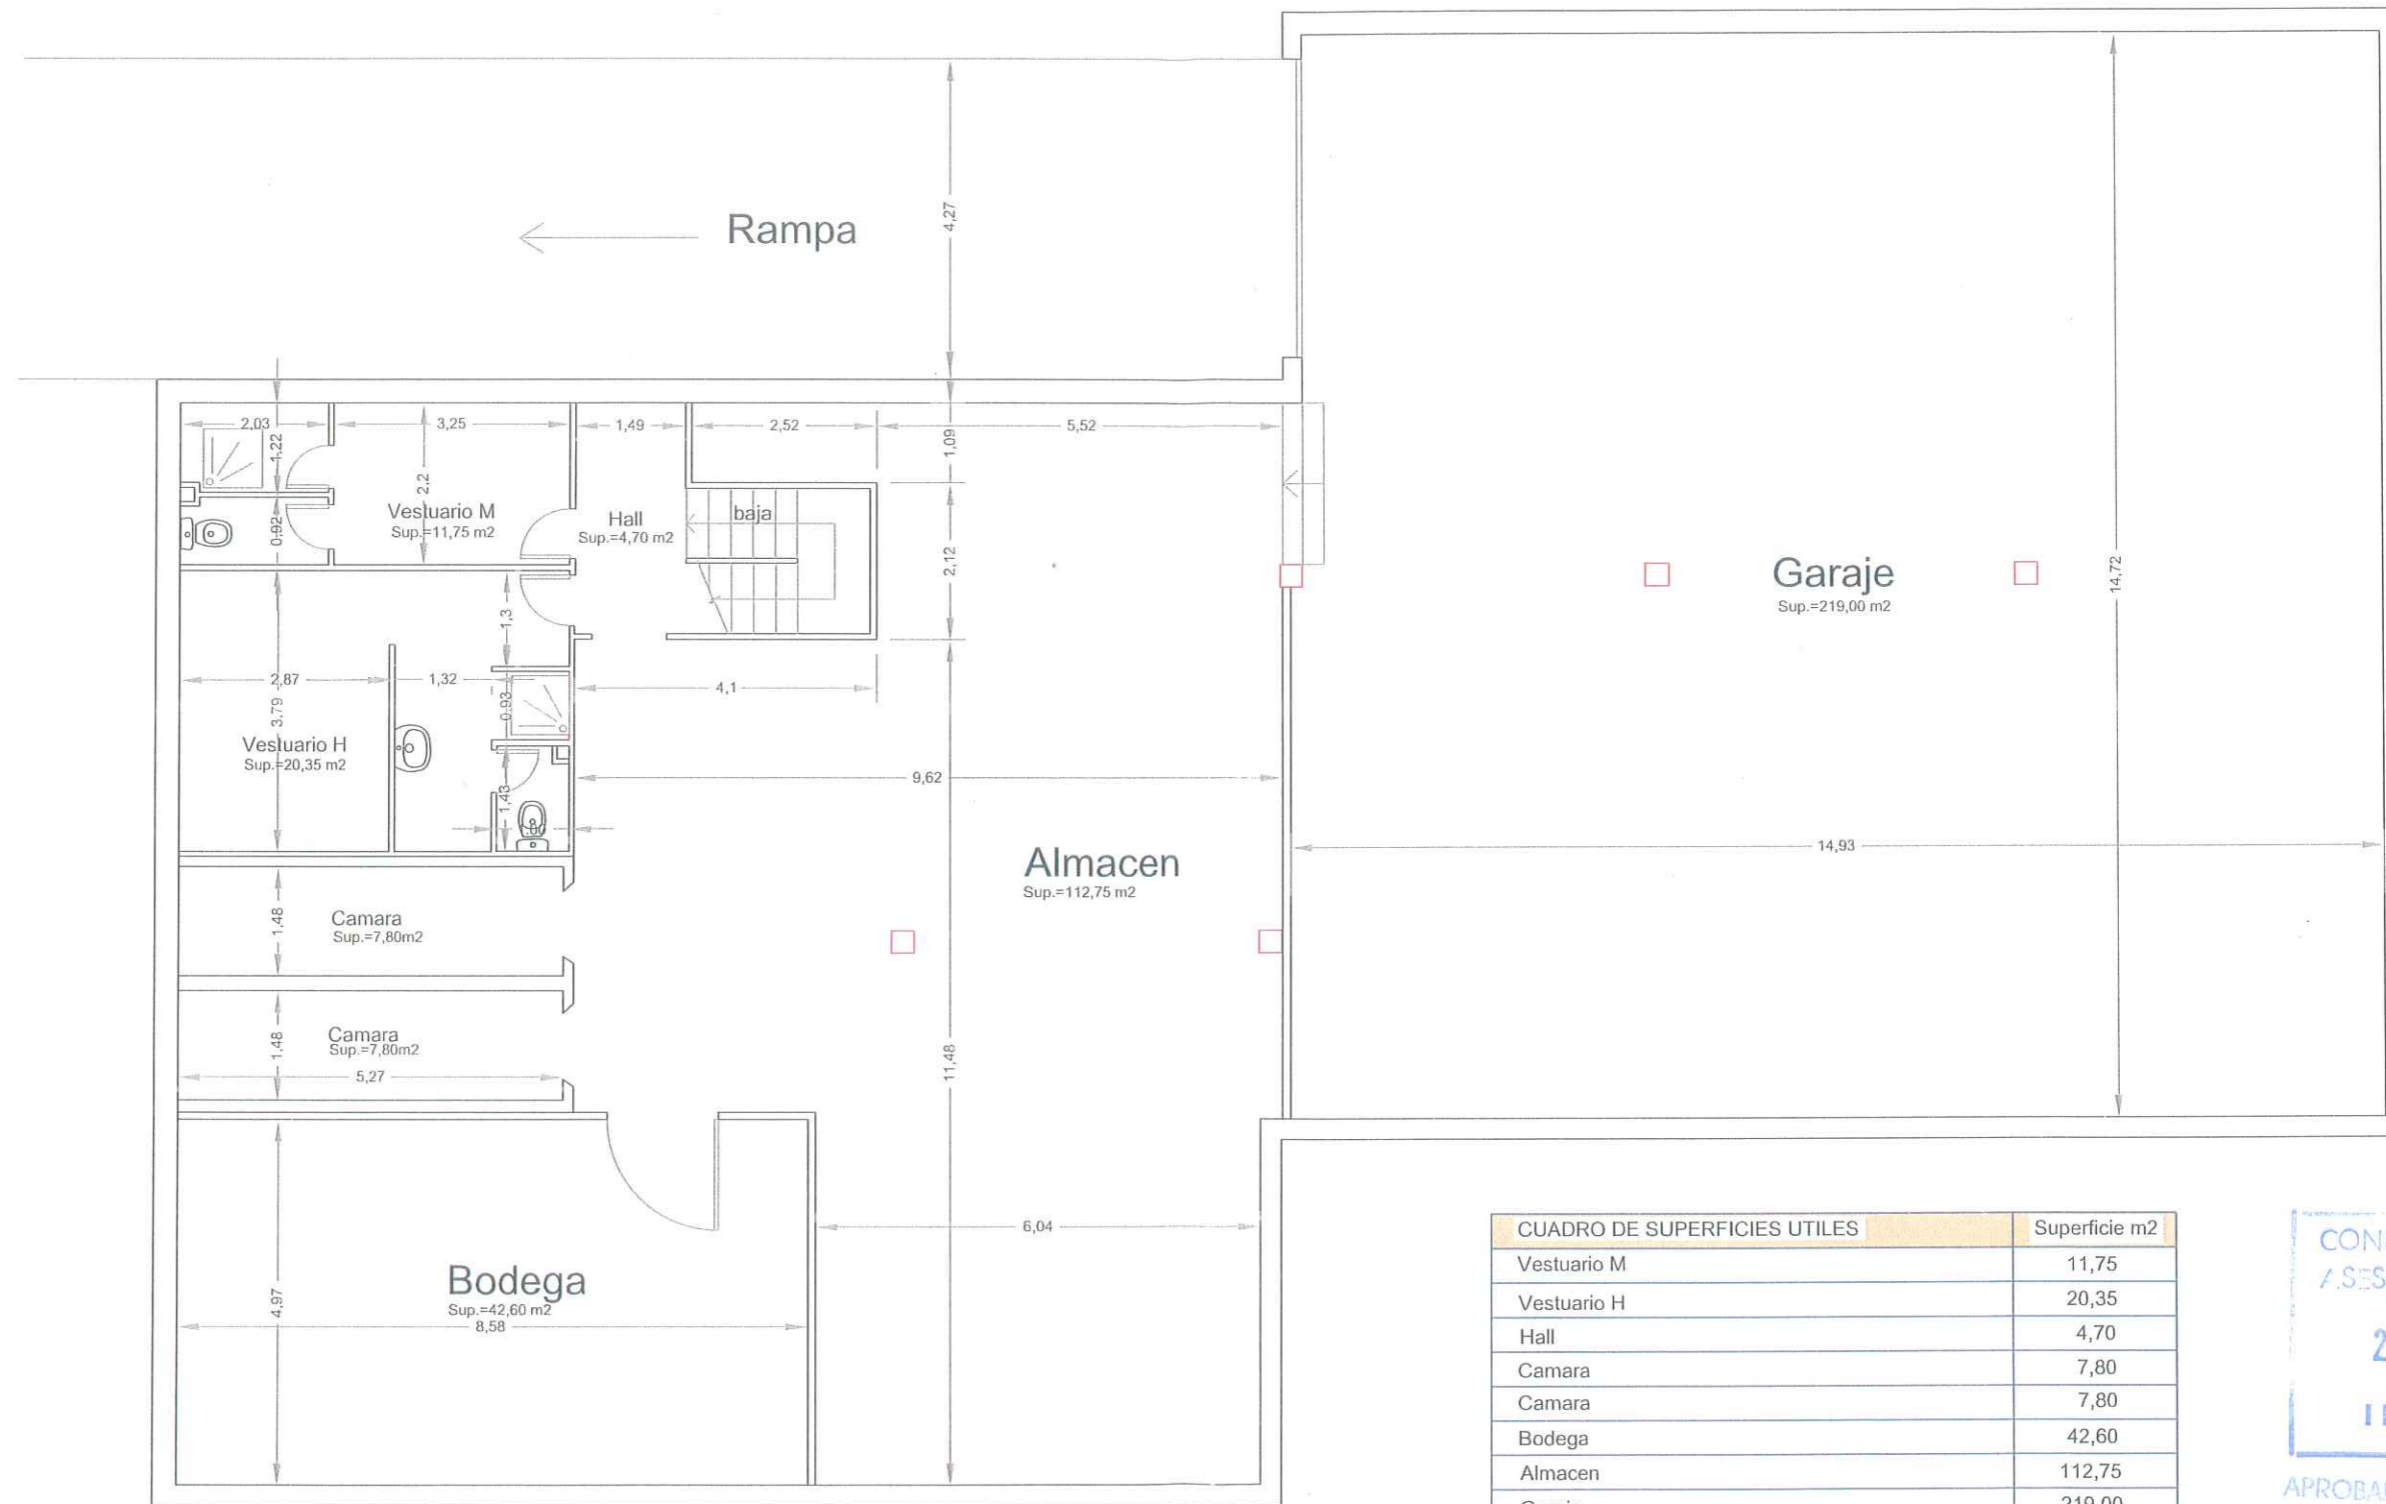 Rampa
4,27
2,03
3,25
1,49
2,52
5,52
1,22
2,2
1,09
Vestuario M
Sup.=11,75 m2
Hall
Sup.=4,70 m2
baja
0,92
2,12
Garaje
Sup.=219,00 m2
14,72
1,3
2,87
1,32
4,1
3,79
0,93
Vestuario H
Sup.=20,35 m2
9,62
1,43
14,93
Almacen
Sup.=112,75 m2
1,48
Camara
Sup.=7,80m2
1,48
Camara
Sup.=7,80m2
5,27
11,48
6,04
4,97
Bodega
Sup.=42,60 m2
8,58
CUADRO DE SUPERFICIES UTILES Superficie m2
Vestuario M 11,75
Vestuario H 20,35
Hall 4,70
Camara 7,80
Camara 7,80
Bodega 42,60
Almacen 112,75
219,00